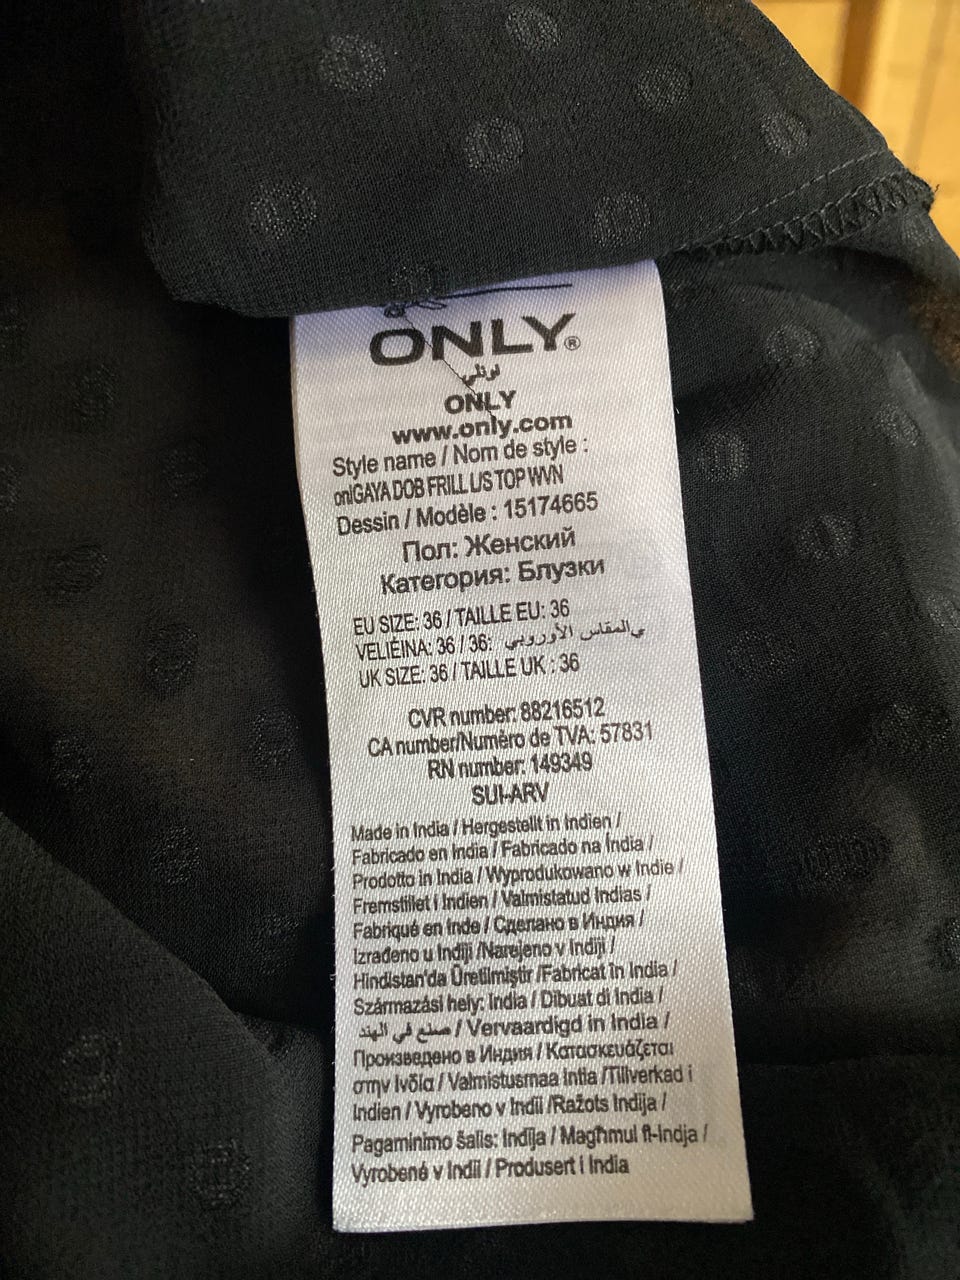 ONLY®
اونلي
ONLY
www.only.com
Style name / Nom de style :
onlGAYA DOB FRILL L/S TOP WVN
Dessin / Modèle : 15174665
Пол: Женский
Категория: Блузки
EU SIZE: 36 / TAILLE EU: 36
VELIÉINA: 36 / 36: المقاس الأوروبي
UK SIZE: 36 / TAILLE UK : 36
CVR number: 88216512
CA number/Numéro de TVA: 57831
RN number: 149349
SUI-ARV
Made in India / Hergestellt in Indien /
Fabricado en India / Fabricado na Índia /
Prodotto in India / Wyprodukowano w Indie /
Fremstillet i Indien / Valmistatud Indias /
Fabriqué en Inde / Сделано в Индия /
Izrađeno u Indiji /Narejeno v Indiji /
Hindistan'da Üretilmiştir /Fabricat în India /
Származási hely: India / Dibuat di India /
صنع في الهند / Vervaardigd in India /
Произведено в Индия / Κατασκευάζεται
στην Ινδία / Valmistusmaa Intia /Tillverkad i
Indien / Vyrobeno v Indii /Ražots Indija /
Pagaminimo šalis: Indija / Magħmul fl-Indja /
Vyrobené v Indii / Produsert i India